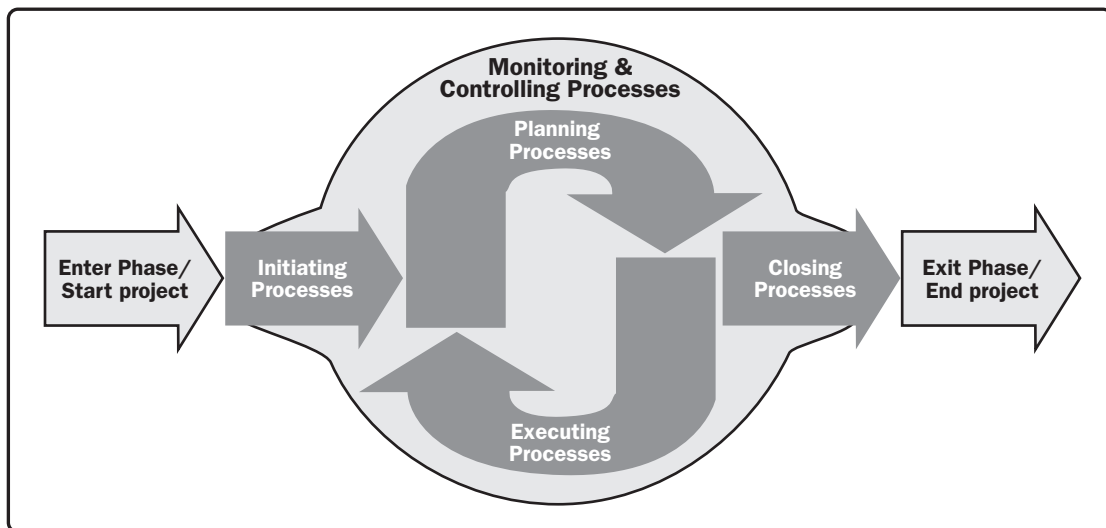 Monitoring &
Controlling Processes
Planning
Processes
Enter Phase/
Start project
Initiating
Processes
Closing
Processes
Exit Phase/
End project
Executing
Processes